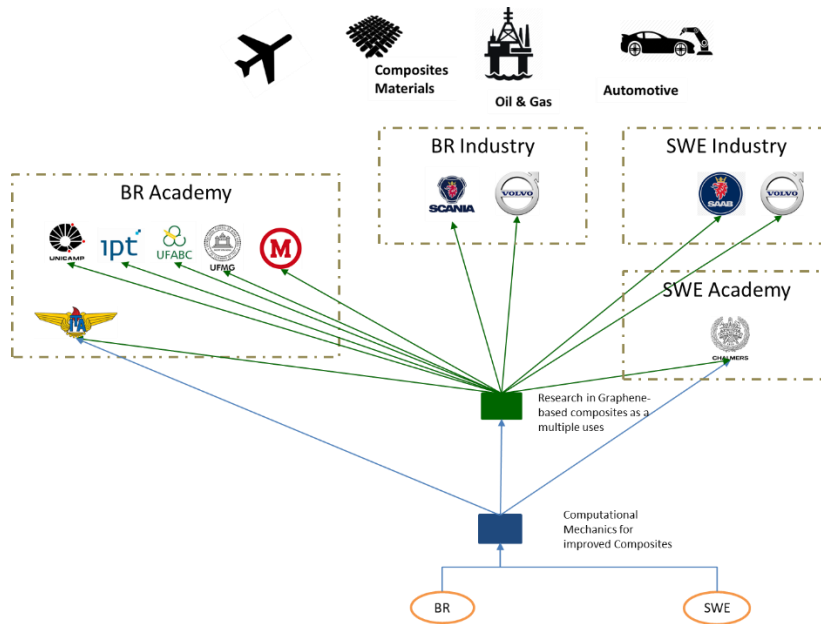 Composites
Materials
Oil & Gas
Automotive
BR Industry
SWE Industry
BR Academy
SCANIA
VOLVO
SAAB
VOLVO
UNICAMP
ipt
UFABC
UFMG
M
SWE Academy
ITA
CHALMERS
Research in Graphene-
based composites as a
multiple uses
Computational
Mechanics for
improved Composites
BR
SWE